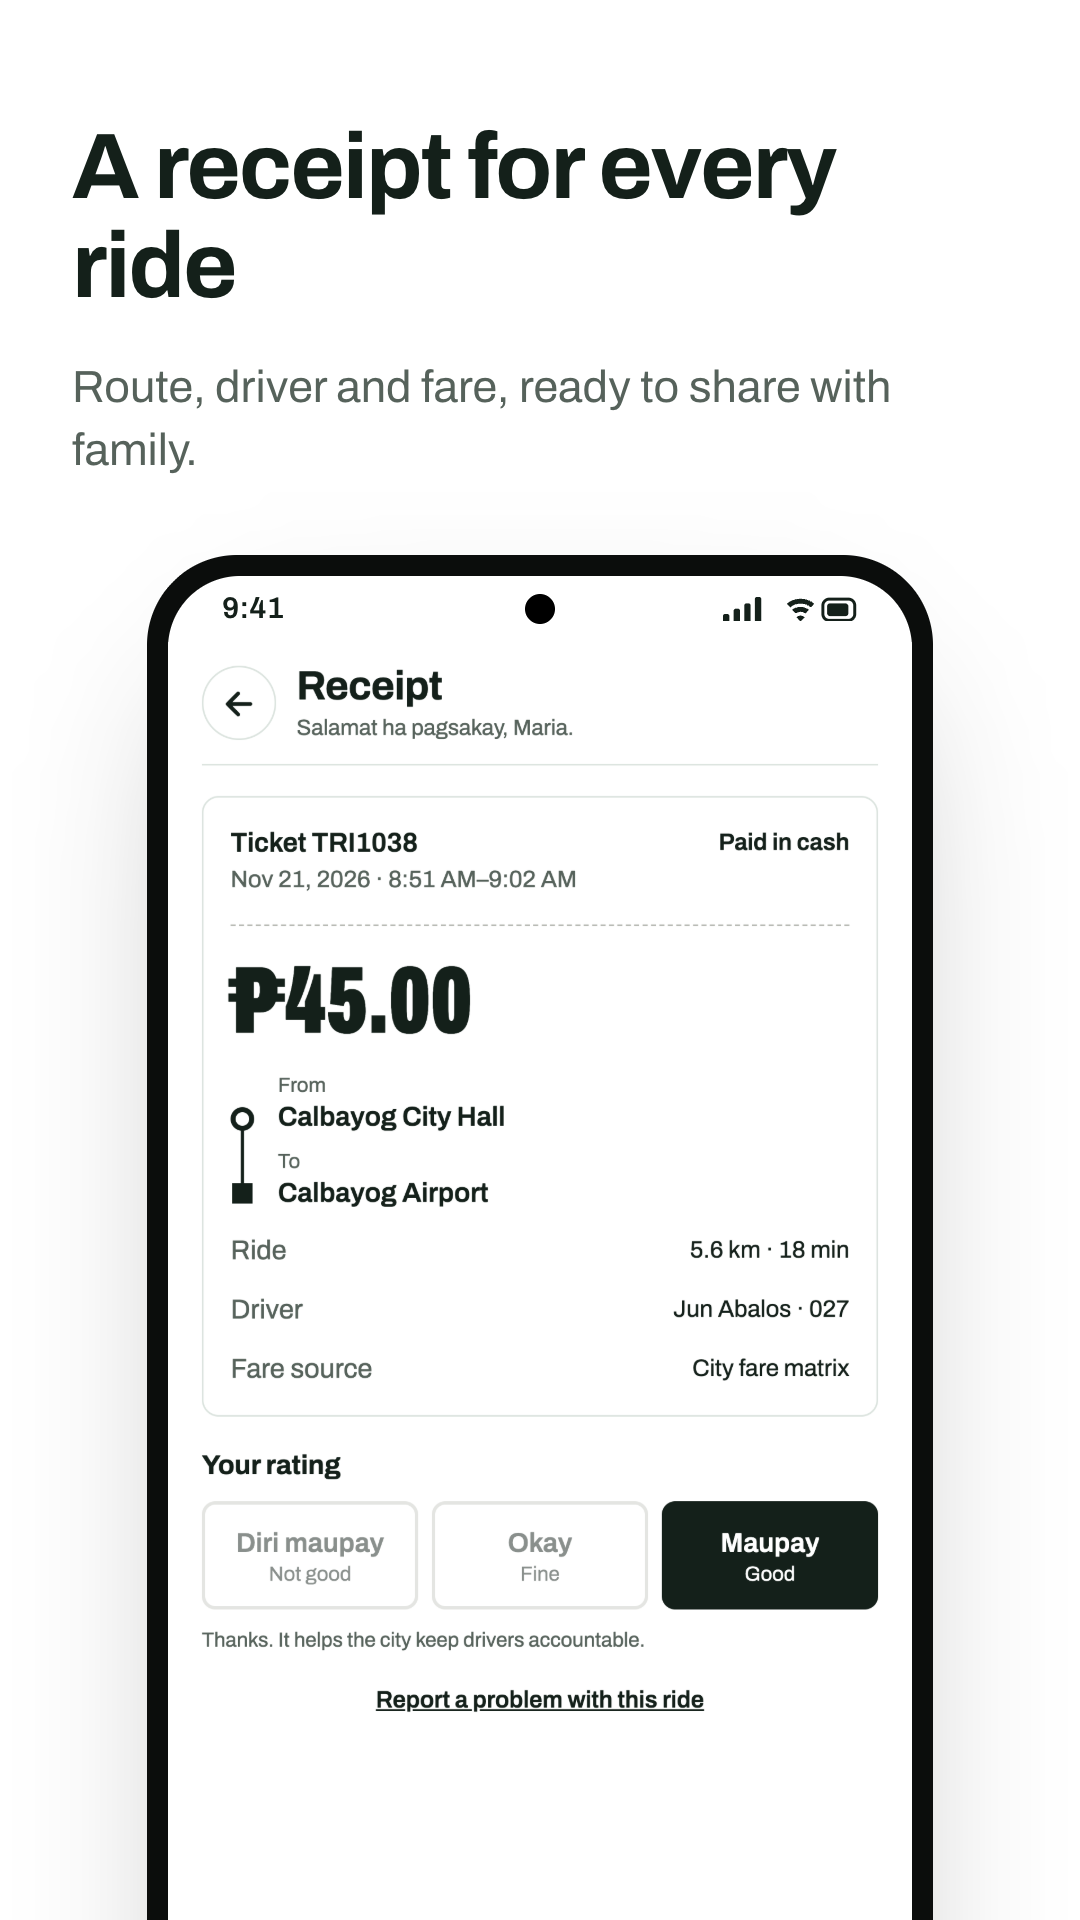 A receipt for every
ride
Route, driver and fare, ready to share with
family.
9:41
Receipt
Salamat ha pagsakay, Maria.
Ticket TRI1038
Paid in cash
Nov 21, 2026 · 8:51 AM–9:02 AM
₱45.00
From
Calbayog City Hall
To
Calbayog Airport
Ride
5.6 km · 18 min
Driver
Jun Abalos · 027
Fare source
City fare matrix
Your rating
Diri maupay
Not good
Okay
Fine
Maupay
Good
Thanks. It helps the city keep drivers accountable.
Report a problem with this ride